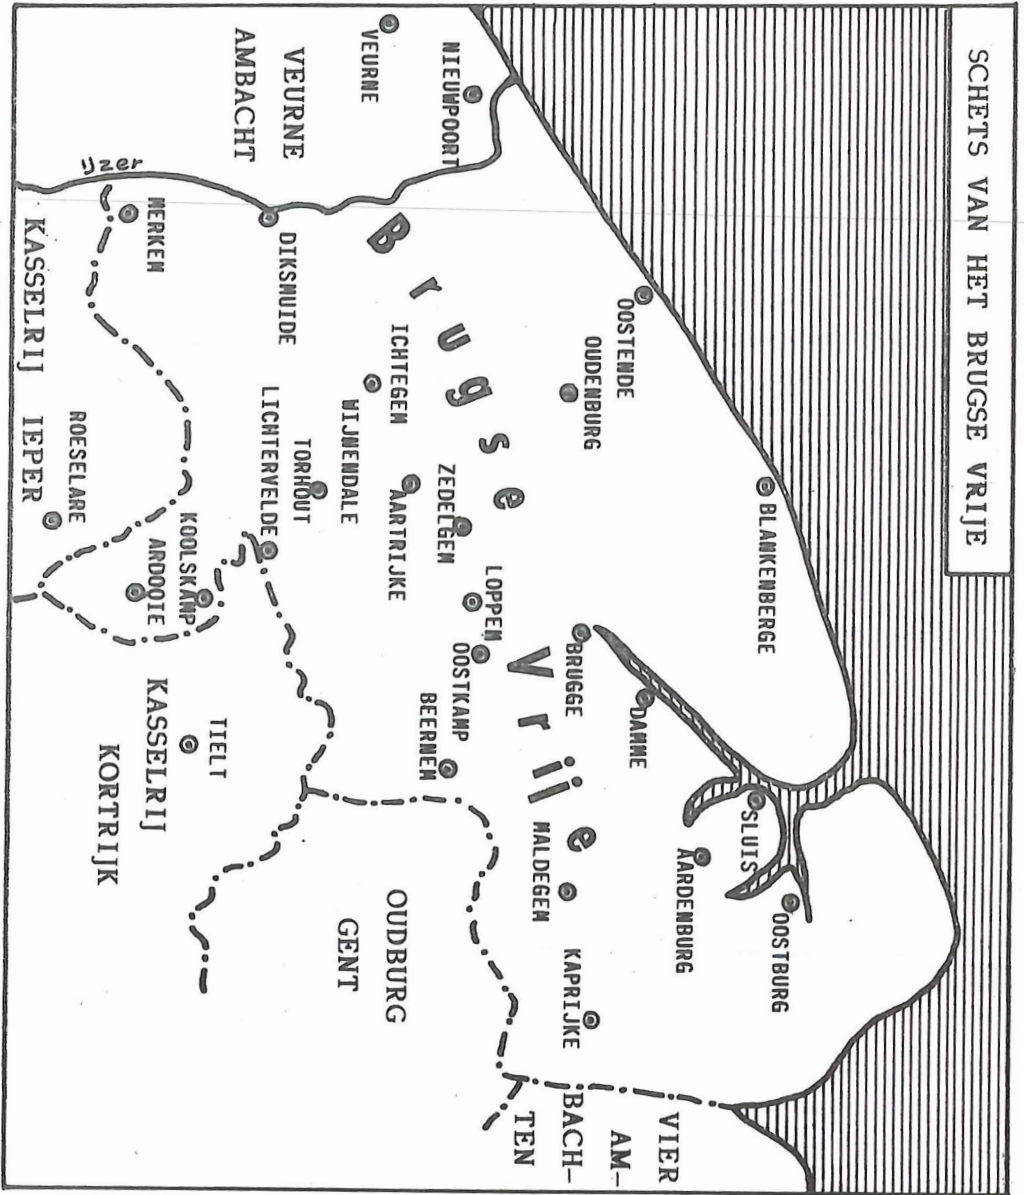 SCHETS VAN HET BRUGSE VRIJE
BLANKENBERGE
OOSTENDE
OUDENBURG
OOSTBURG
SLUIS
AARDENBURG
DAMME
BRUGGE
Brugse Vrije
NIEUWPOORT
VEURNE
VEURNE
AMBACHT
LOPPEM
OOSTKAMP
BEERNEM
MALDEGEM
KAPRIJKE
VIER
AM-
BACH-
TEN
ZEDELGEM
ICHTEGEM
AARTRIJKE
WIJNENDALE
TORHOUT
LICHTERVELDE
DIKSMUIDE
OUDBURG
GENT
MERKEM
ijzer
KOOLSKAMP
ARDOOIE
TIELT
KASSELRIJ
KORTRIJK
ROESELARE
KASSELRIJ IEPER